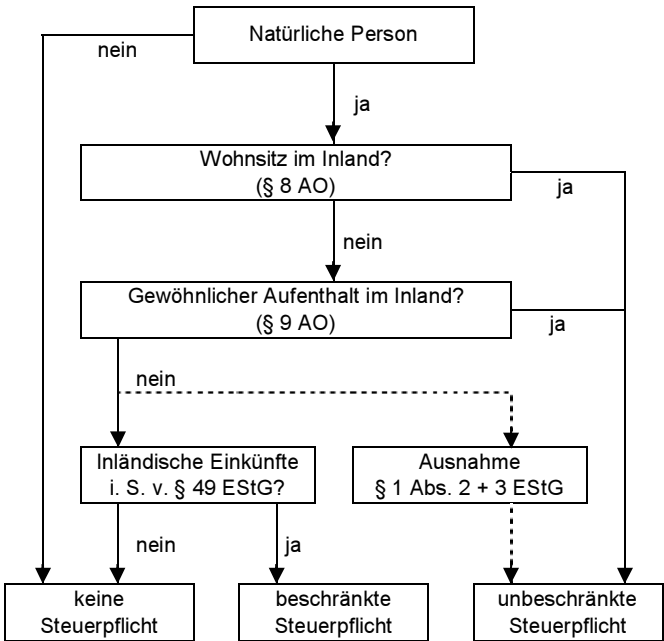 Natürliche Person
nein
ja
Wohnsitz im Inland?
(§ 8 AO)
ja
nein
Gewöhnlicher Aufenthalt im Inland?
(§ 9 AO)
ja
nein
Inländische Einkünfte
i. S. v. § 49 EStG?
Ausnahme
§ 1 Abs. 2 + 3 EStG
nein
ja
keine
Steuerpflicht
beschränkte
Steuerpflicht
unbeschränkte
Steuerpflicht